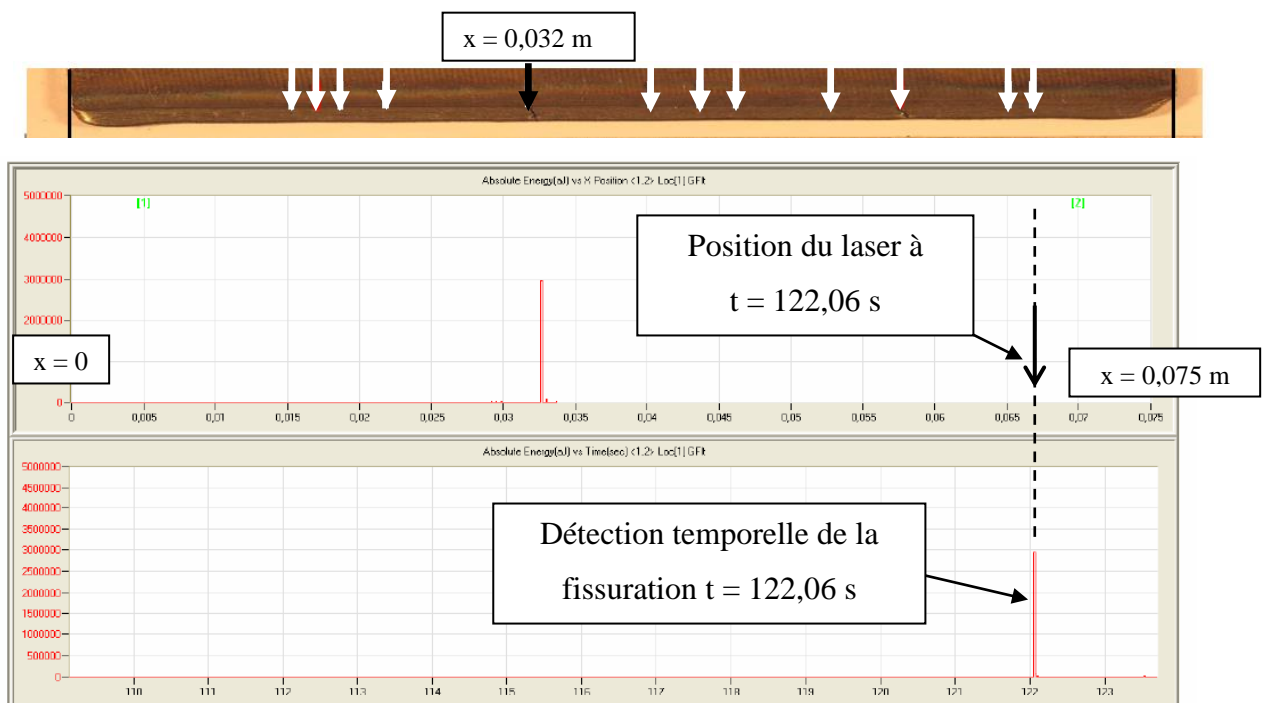 x = 0,032 m
Absolute Energy(aJ) vs X Position <1.2> Loc[1] GFlt
5000000
[1]
[2]
4000000
Position du laser à
t = 122,06 s
3000000
2000000
x = 0
x = 0,075 m
0
0 0,005 0,01 0,015 0,02 0,025 0,03 0,035 0,04 0,045 0,05 0,055 0,06 0,065 0,07 0,075
Absolute Energy(aJ) vs Time(sec) <1.2> Loc[1] GFlt
5000000
4500000
4000000
3500000
3000000
2500000
2000000
1500000
1000000
500000
0
Détection temporelle de la
fissuration t = 122,06 s
110 111 112 113 114 115 116 117 118 119 120 121 122 123